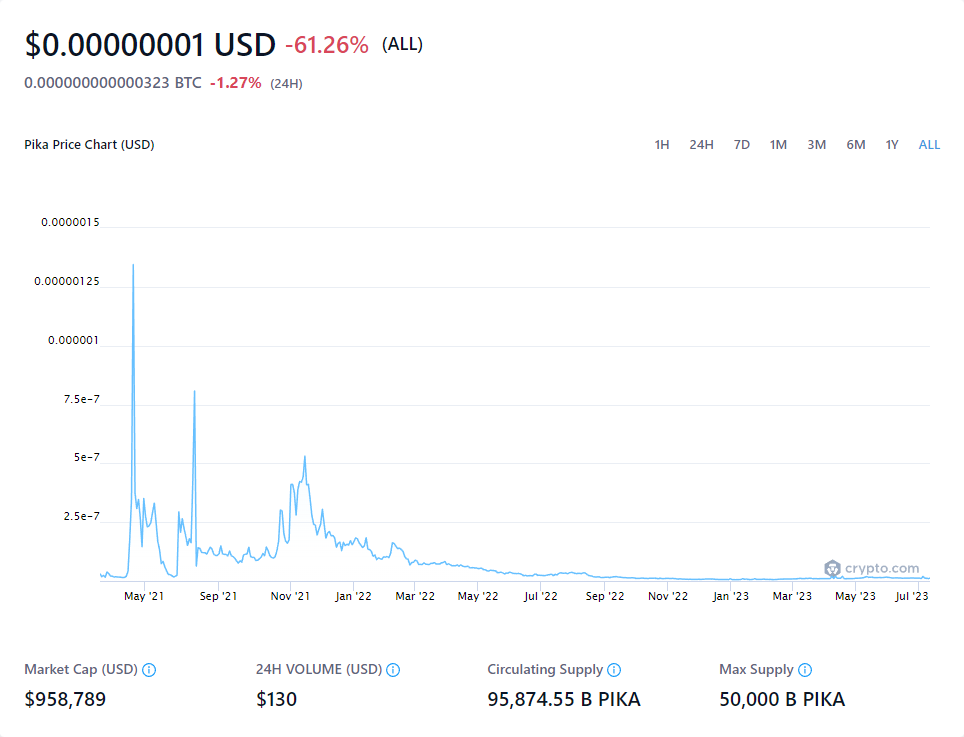 $0.00000001 USD -61.26% (ALL)
0.000000000000323 BTC -1.27% (24H)
Pika Price Chart (USD) 1H 24H 7D 1M 3M 6M 1Y ALL
0.0000015
0.00000125
0.000001
7.5e-7
5e-7
2.5e-7
crypto.com
May '21 Sep '21 Nov '21 Jan '22 Mar '22 May '22 Jul '22 Sep '22 Nov '22 Jan '23 Mar '23 May '23 Jul '23
Market Cap (USD) 24H VOLUME (USD) Circulating Supply Max Supply
$958,789 $130 95,874.55 B PIKA 50,000 B PIKA